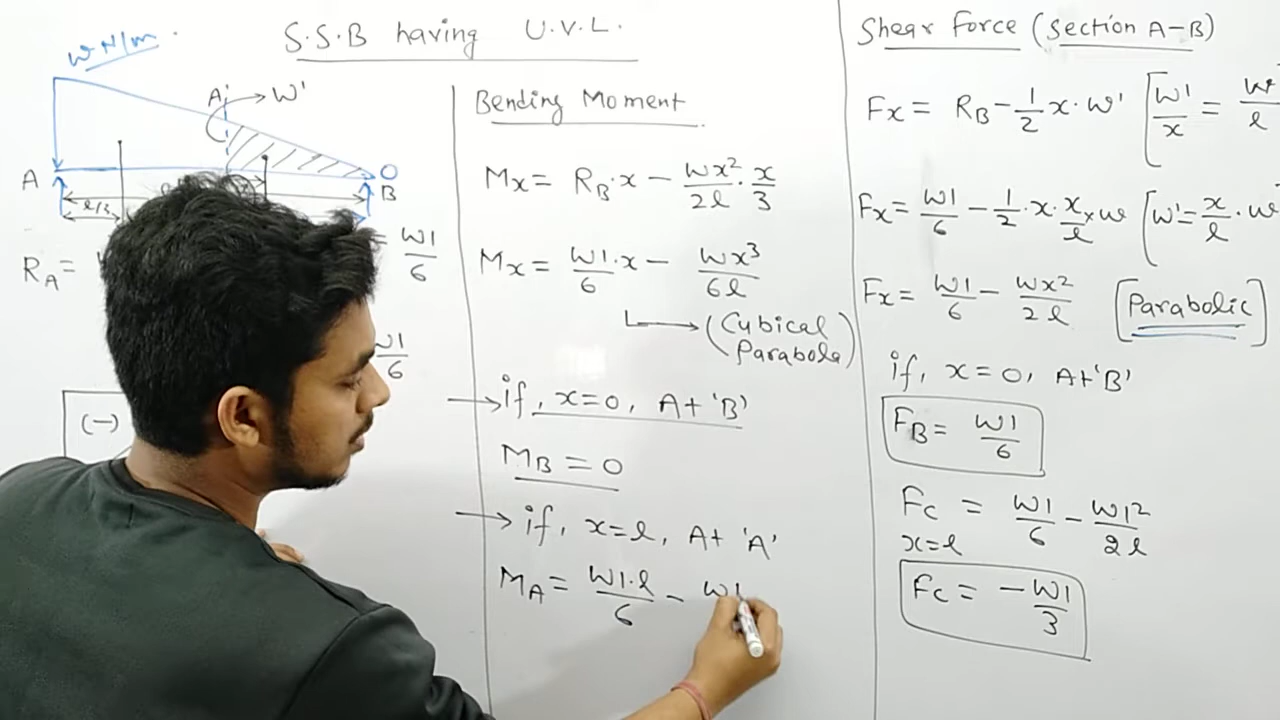 S.S.B having U.V.L.
W N/m.
A'
W'
A
O
B
l/3
RA =
= Wl/6
Wl/6
(-)
Bending Moment
Mx = RB·x - Wx²/2l · x/3
Mx = Wl/6·x - Wx³/6l
(Cubical
Parabola)
→ if, x=0, At 'B'
MB = 0
→ if, x=l, At 'A'
MA = Wl·l/6 - Wl
Shear Force (Section A-B)
Fx = RB - 1/2 x·W' [W'/x = W/l
Fx = Wl/6 - 1/2·x·x/l×w [W' = x/l·W
Fx = Wl/6 - Wx²/2l [Parabolic]
if, x=0, At 'B'
FB = Wl/6
Fc = Wl/6 - Wl²/2l
x=l
Fc = -Wl/3